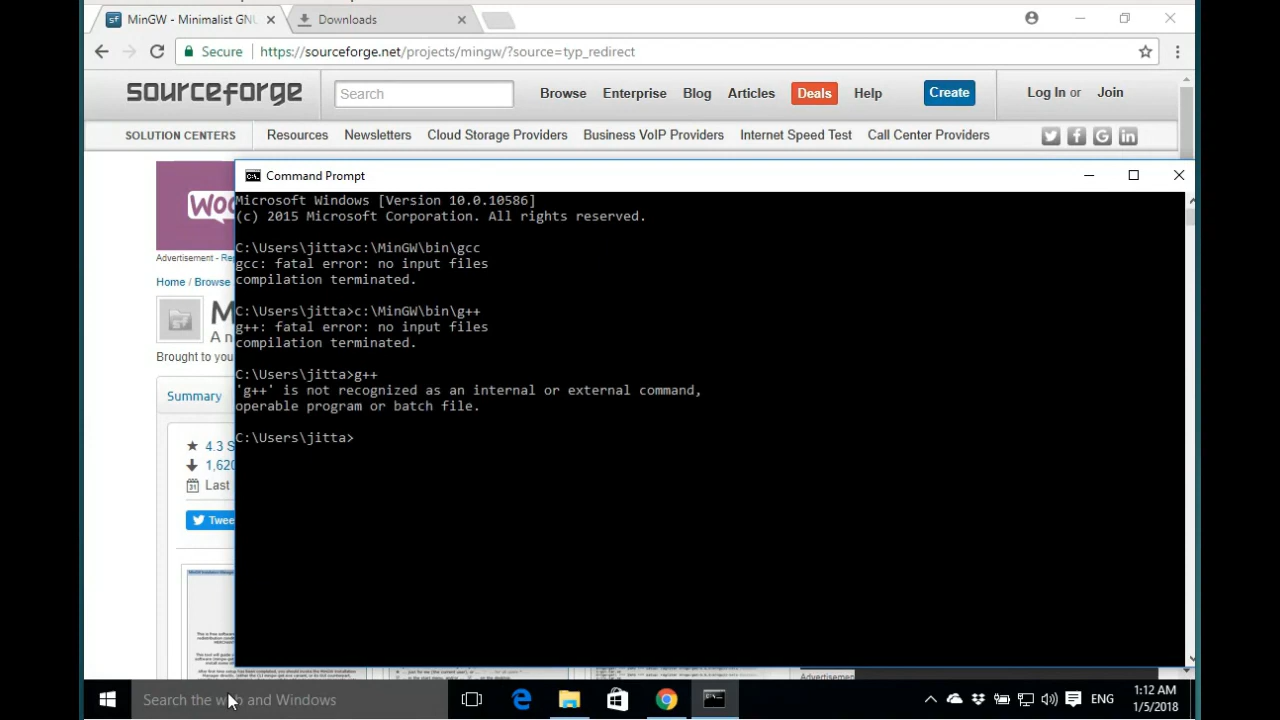 MinGW - Minimalist GNU
Downloads
Secure
https://sourceforge.net/projects/mingw/?source=typ_redirect
sourceforge
Search
Browse
Enterprise
Blog
Articles
Deals
Help
Create
Log In or
Join
SOLUTION CENTERS
Resources
Newsletters
Cloud Storage Providers
Business VoIP Providers
Internet Speed Test
Call Center Providers
Woo
Advertisement -
Home / Browse
A
Brought to you
Summary
4.3
1,620
Last
Tweet
Command Prompt
Microsoft Windows [Version 10.0.10586]
(c) 2015 Microsoft Corporation. All rights reserved.
C:\Users\jitta>c:\MinGW\bin\gcc
gcc: fatal error: no input files
compilation terminated.
C:\Users\jitta>c:\MinGW\bin\g++
g++: fatal error: no input files
compilation terminated.
C:\Users\jitta>g++
'g++' is not recognized as an internal or external command,
operable program or batch file.
C:\Users\jitta>
Advertisement
Search the web and Windows
ENG
1:12 AM
1/5/2018